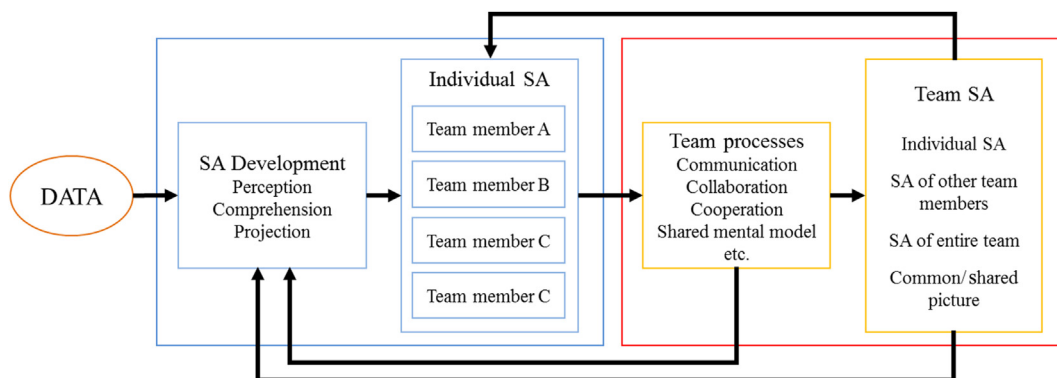 DATA
SA Development
Perception
Comprehension
Projection
Individual SA
Team member A
Team member B
Team member C
Team member C
Team processes
Communication
Collaboration
Cooperation
Shared mental model
etc.
Team SA
Individual SA
SA of other team
members
SA of entire team
Common/ shared
picture